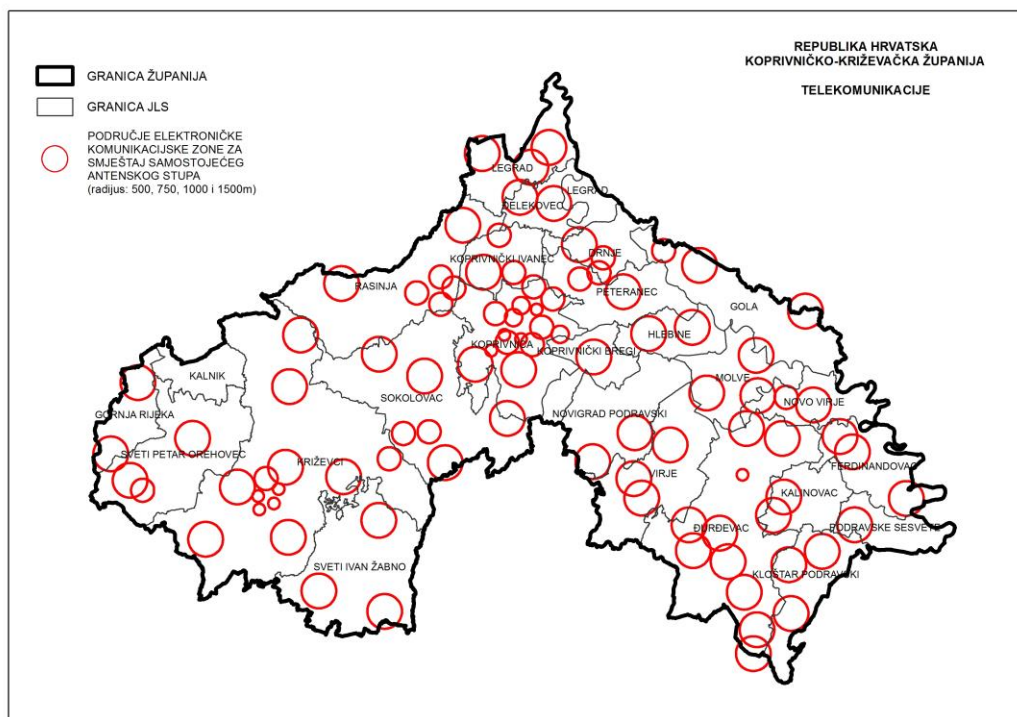 REPUBLIKA HRVATSKA
KOPRIVNIČKO-KRIŽEVAČKA ŽUPANIJA
TELEKOMUNIKACIJE
GRANICA ŽUPANIJA
GRANICA JLS
PODRUČJE ELEKTRONIČKE
KOMUNIKACIJSKE ZONE ZA
SMJEŠTAJ SAMOSTOJEĆEG
ANTENSKOG STUPA
(radijus: 500, 750, 1000 i 1500m)
LEGRAD
LEGRAD
ĐELEKOVEC
DRNJE
KOPRIVNIČKI IVANEC
RASINJA
PETERANEC
GOLA
HLEBINE
KOPRIVNICA
KOPRIVNIČKI BREGI
KALNIK
MOLVE
SOKOLOVAC
NOVO VIRJE
GORNJA RIJEKA
NOVIGRAD PODRAVSKI
SVETI PETAR OREHOVEC
KRIŽEVCI
FERDINANDOVAC
VIRJE
KALINOVAC
ĐURĐEVAC
PODRAVSKE SESVETE
SVETI IVAN ŽABNO
KLOŠTAR PODRAVSKI